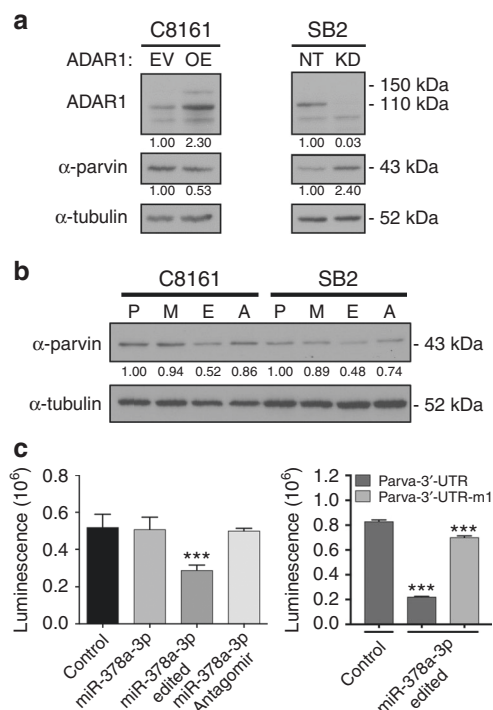 a
C8161 SB2
ADAR1: EV OE NT KD
- 150 kDa
ADAR1 - 110 kDa
1.00 2.30 1.00 0.03
α-parvin - 43 kDa
1.00 0.53 1.00 2.40
α-tubulin - 52 kDa
b
C8161 SB2
P M E A P M E A
α-parvin - 43 kDa
1.00 0.94 0.52 0.86 1.00 0.89 0.48 0.74
α-tubulin - 52 kDa
c
Luminescence (10⁶)
0.8
0.6
0.4
0.2
0.0
***
Control
miR-378a-3p
miR-378a-3p edited
miR-378a-3p Antagomir
Luminescence (10⁶)
1.2
1.0
0.8
0.6
0.4
0.2
0.0
Parva-3′-UTR
Parva-3′-UTR-m1
***
***
Control
miR-378a-3p edited